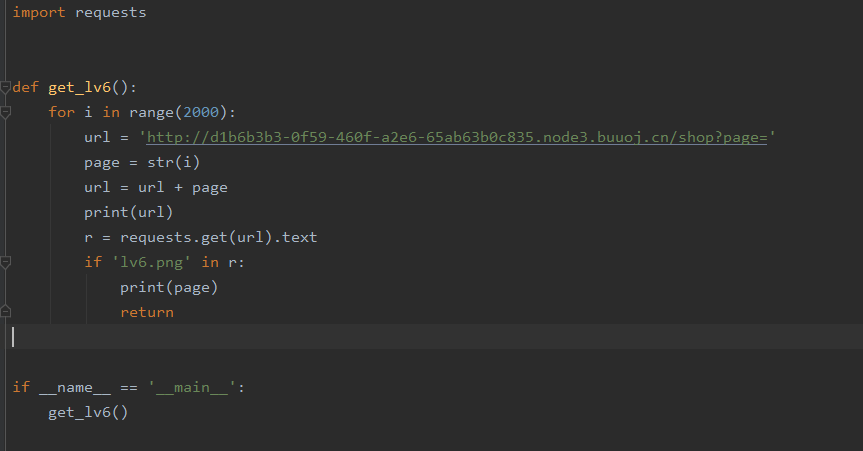 import requests
def get_lv6():
for i in range(2000):
url = 'http://d1b6b3b3-0f59-460f-a2e6-65ab63b0c835.node3.buuoj.cn/shop?page='
page = str(i)
url = url + page
print(url)
r = requests.get(url).text
if 'lv6.png' in r:
print(page)
return
if __name__ == '__main__':
get_lv6()